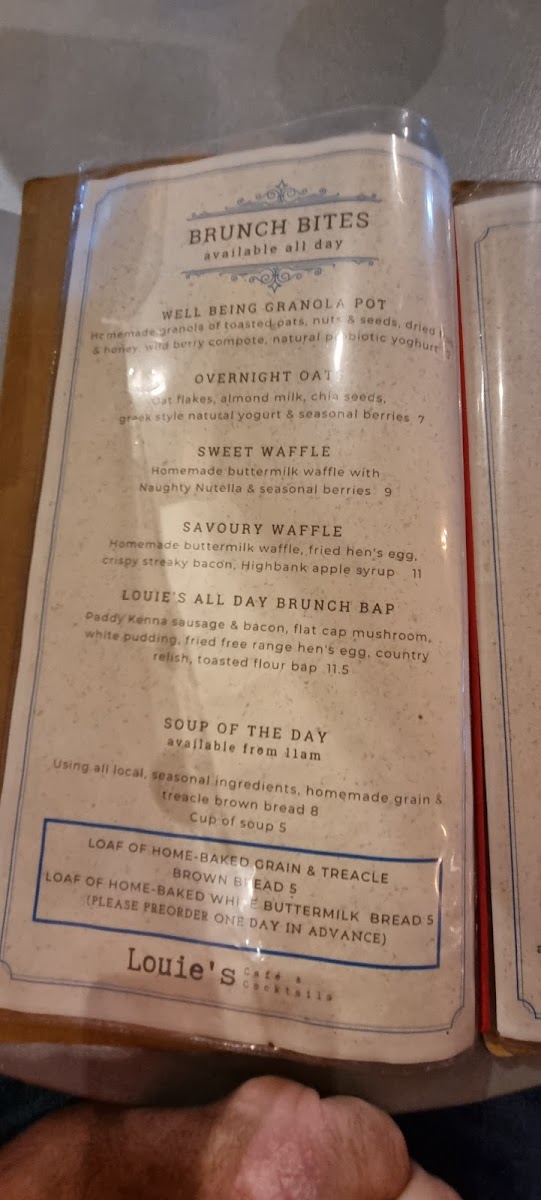 BRUNCH BITES
available all day
WELL BEING GRANOLA POT
Homemade granola of toasted oats, nuts & seeds, dried
& honey, wild berry compote, natural probiotic yoghurt 7
OVERNIGHT OATS
Oat flakes, almond milk, chia seeds,
greek style natural yogurt & seasonal berries 7
SWEET WAFFLE
Homemade buttermilk waffle with
Naughty Nutella & seasonal berries 9
SAVOURY WAFFLE
Homemade buttermilk waffle, fried hen's egg,
crispy streaky bacon, Highbank apple syrup 11
LOUIE'S ALL DAY BRUNCH BAP
Paddy Kenna sausage & bacon, flat cap mushroom,
white pudding, fried free range hen's egg, country
relish, toasted flour bap 11.5
SOUP OF THE DAY
available from 11am
Using all local, seasonal ingredients, homemade grain &
treacle brown bread 8
Cup of soup 5
LOAF OF HOME-BAKED GRAIN & TREACLE
BROWN BREAD 5
LOAF OF HOME-BAKED WHITE BUTTERMILK BREAD 5
(PLEASE PREORDER ONE DAY IN ADVANCE)
Louie's Café &
Cocktails